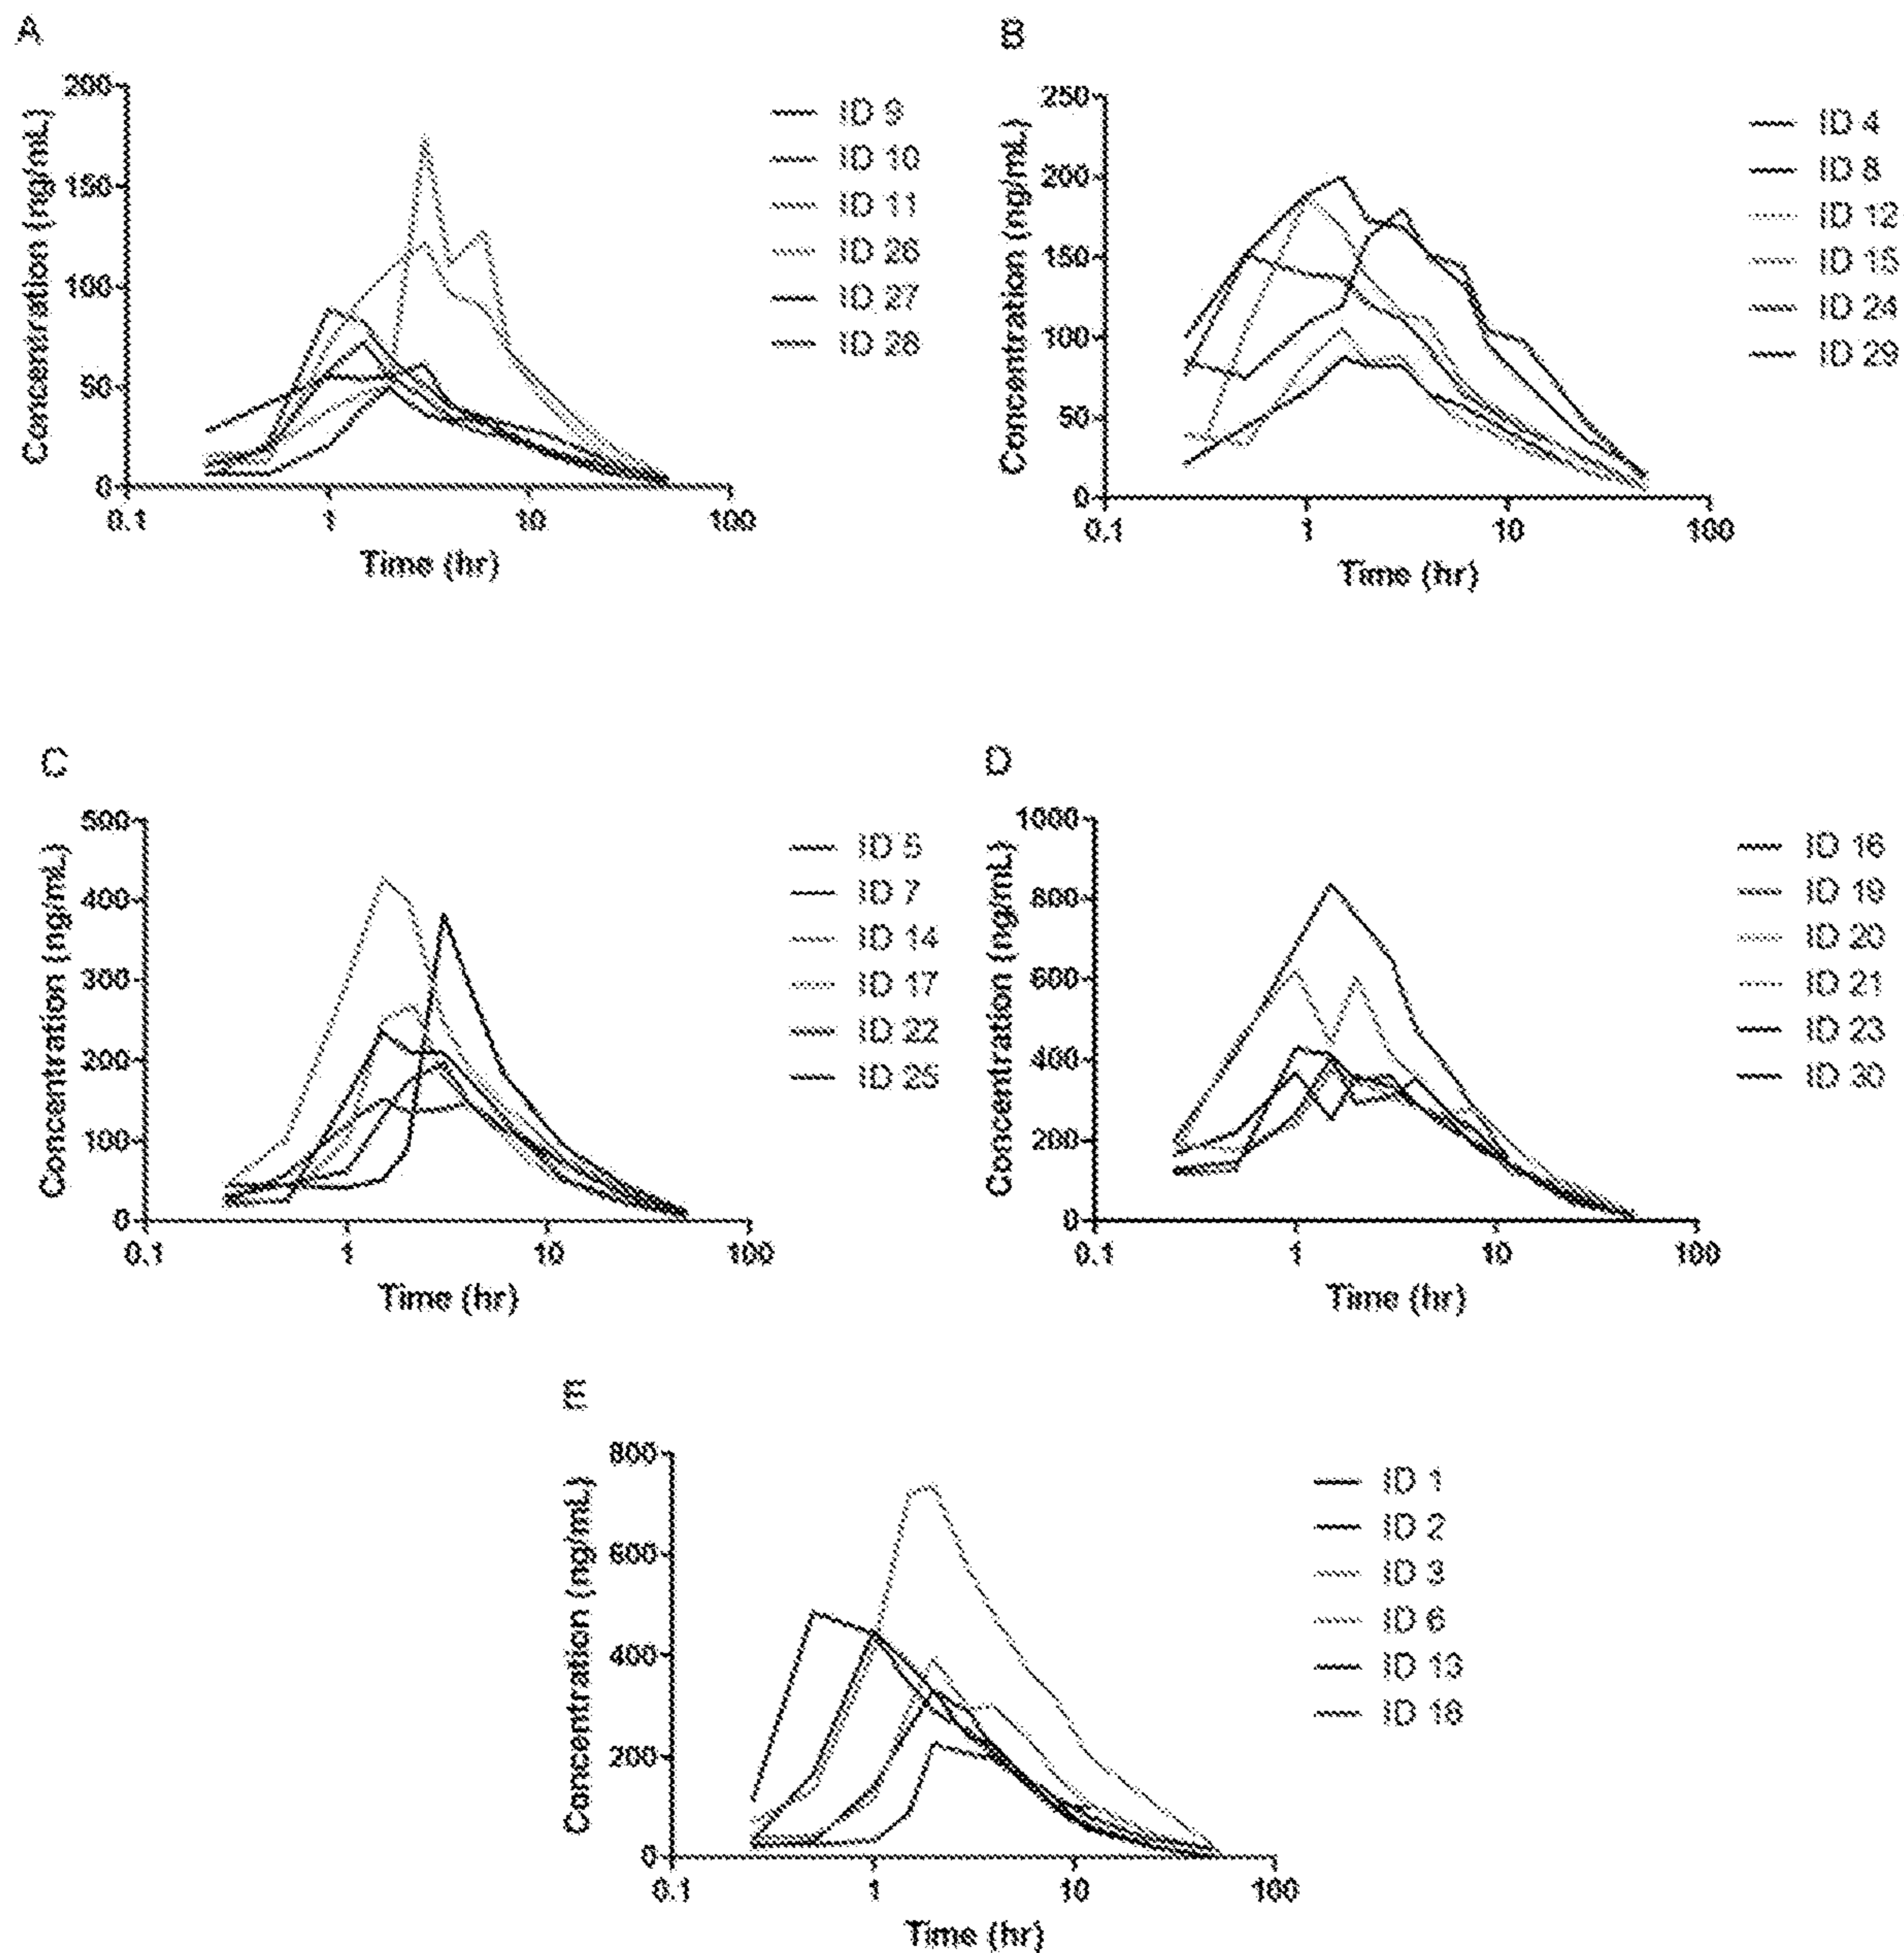 A
Concentration (ng/mL)
200
150
100
50
0
0.1
1
10
100
Time (hr)
ID 9
ID 10
ID 11
ID 26
ID 27
ID 28
B
Concentration (ng/mL)
250
200
150
100
50
0
0.1
1
10
100
Time (hr)
ID 4
ID 8
ID 12
ID 15
ID 24
ID 29
C
Concentration (ng/mL)
500
400
300
200
100
0
0.1
1
10
100
Time (hr)
ID 5
ID 7
ID 14
ID 17
ID 22
ID 25
D
Concentration (ng/mL)
1000
800
600
400
200
0
0.1
1
10
100
Time (hr)
ID 16
ID 19
ID 20
ID 21
ID 23
ID 30
E
Concentration (ng/mL)
800
600
400
200
0
0.1
1
10
100
Time (hr)
ID 1
ID 2
ID 3
ID 6
ID 13
ID 18